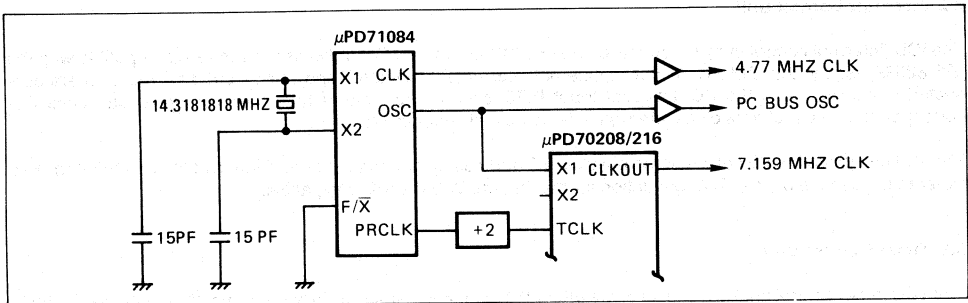 µPD71084
X1 CLK
4.77 MHZ CLK
14.3181818 MHZ
OSC
PC BUS OSC
X2
µPD70208/216
X1 CLKOUT
7.159 MHZ CLK
X2
F/X̅
PRCLK
+2
TCLK
15PF
15 PF